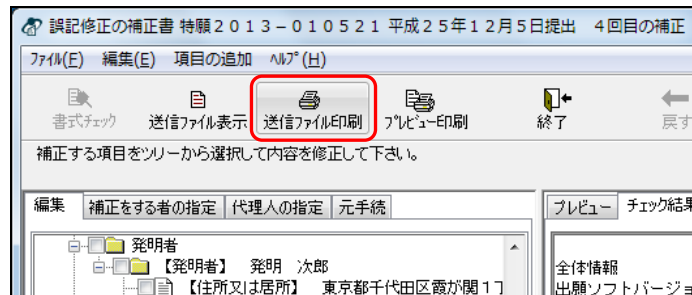 誤記修正の補正書 特願２０１３－０１０５２１ 平成２５年１２月５日提出　４回目の補正
ﾌｧｲﾙ(F)　編集(E)　項目の追加　ﾍﾙﾌﾟ(H)
書式ﾁｪｯｸ　送信ﾌｧｲﾙ表示　送信ﾌｧｲﾙ印刷　ﾌﾟﾚﾋﾞｭｰ印刷　終了　戻す
補正する項目をツリーから選択して内容を修正して下さい。
編集　補正をする者の指定　代理人の指定　元手続　プレビュー　チェック結果
発明者
【発明者】　発明　次郎
全体情報
【住所又は居所】　東京都千代田区霞が関１丁
出願ソフトバージョ